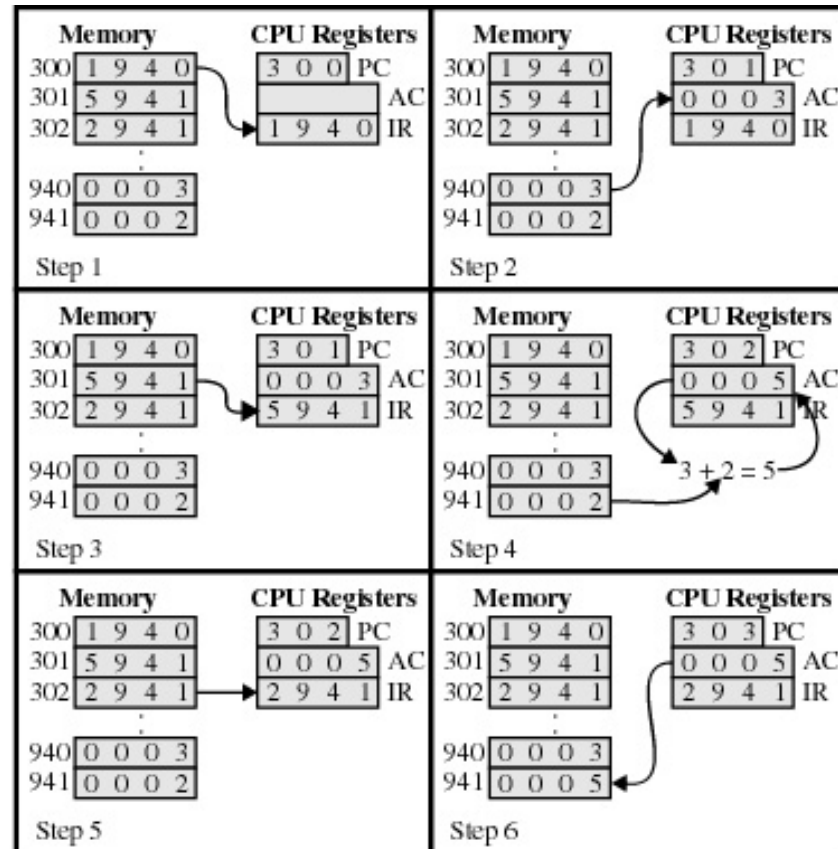 Memory CPU Registers
300 1 9 4 0 3 0 0 PC
301 5 9 4 1 AC
302 2 9 4 1 1 9 4 0 IR
940 0 0 0 3
941 0 0 0 2
Step 1
Memory CPU Registers
300 1 9 4 0 3 0 1 PC
301 5 9 4 1 0 0 0 3 AC
302 2 9 4 1 1 9 4 0 IR
940 0 0 0 3
941 0 0 0 2
Step 2
Memory CPU Registers
300 1 9 4 0 3 0 1 PC
301 5 9 4 1 0 0 0 3 AC
302 2 9 4 1 5 9 4 1 IR
940 0 0 0 3
941 0 0 0 2
Step 3
Memory CPU Registers
300 1 9 4 0 3 0 2 PC
301 5 9 4 1 0 0 0 5 AC
302 2 9 4 1 5 9 4 1 IR
940 0 0 0 3 3 + 2 = 5
941 0 0 0 2
Step 4
Memory CPU Registers
300 1 9 4 0 3 0 2 PC
301 5 9 4 1 0 0 0 5 AC
302 2 9 4 1 2 9 4 1 IR
940 0 0 0 3
941 0 0 0 2
Step 5
Memory CPU Registers
300 1 9 4 0 3 0 3 PC
301 5 9 4 1 0 0 0 5 AC
302 2 9 4 1 2 9 4 1 IR
940 0 0 0 3
941 0 0 0 5
Step 6